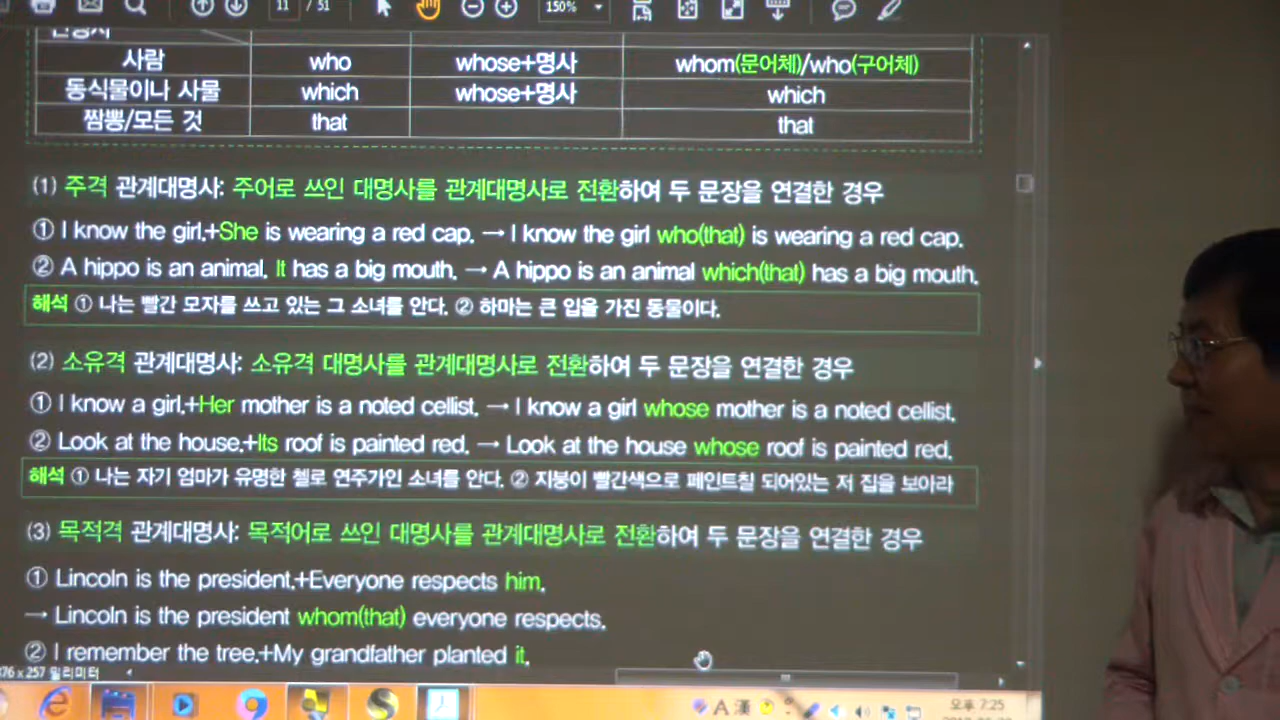 11 / 51 150%
사람 who whose+명사 whom(문어체)/who(구어체)
동식물이나 사물 which whose+명사 which
짬뽕/모든 것 that that
(1) 주격 관계대명사: 주어로 쓰인 대명사를 관계대명사로 전환하여 두 문장을 연결한 경우
① I know the girl.+She is wearing a red cap. → I know the girl who(that) is wearing a red cap.
② A hippo is an animal. It has a big mouth. → A hippo is an animal which(that) has a big mouth.
해석 ① 나는 빨간 모자를 쓰고 있는 그 소녀를 안다. ② 하마는 큰 입을 가진 동물이다.
(2) 소유격 관계대명사: 소유격 대명사를 관계대명사로 전환하여 두 문장을 연결한 경우
① I know a girl.+Her mother is a noted cellist. → I know a girl whose mother is a noted cellist.
② Look at the house.+Its roof is painted red. → Look at the house whose roof is painted red.
해석 ① 나는 자기 엄마가 유명한 첼로 연주가인 소녀를 안다. ② 지붕이 빨간색으로 페인트칠 되어있는 저 집을 보아라
(3) 목적격 관계대명사: 목적어로 쓰인 대명사를 관계대명사로 전환하여 두 문장을 연결한 경우
① Lincoln is the president.+Everyone respects him.
→ Lincoln is the president whom(that) everyone respects.
② I remember the tree.+My grandfather planted it.
x 257 밀리미터
A 漢 오후 7:25